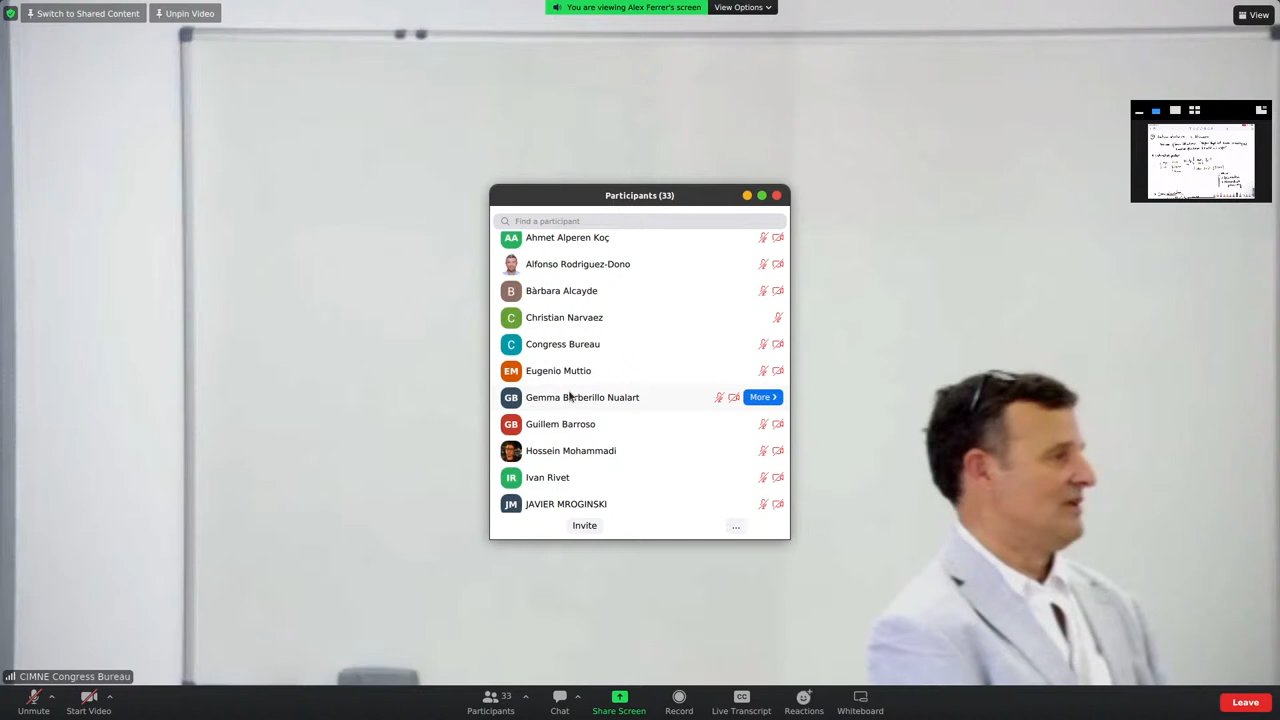 Switch to Shared Content
Unpin Video
You are viewing Alex Ferrer's screen
View Options
View
Participants (33)
Find a participant
AA Ahmet Alperen Koç
Alfonso Rodriguez-Dono
B Bàrbara Alcayde
C Christian Narvaez
C Congress Bureau
EM Eugenio Muttio
GB Gemma Barberillo Nualart More
GB Guillem Barroso
Hossein Mohammadi
IR Ivan Rivet
JM JAVIER MROGINSKI
Invite
...
CIMNE Congress Bureau
33
CC
Unmute
Start Video
Participants
Chat
Share Screen
Record
Live Transcript
Reactions
Whiteboard
Leave